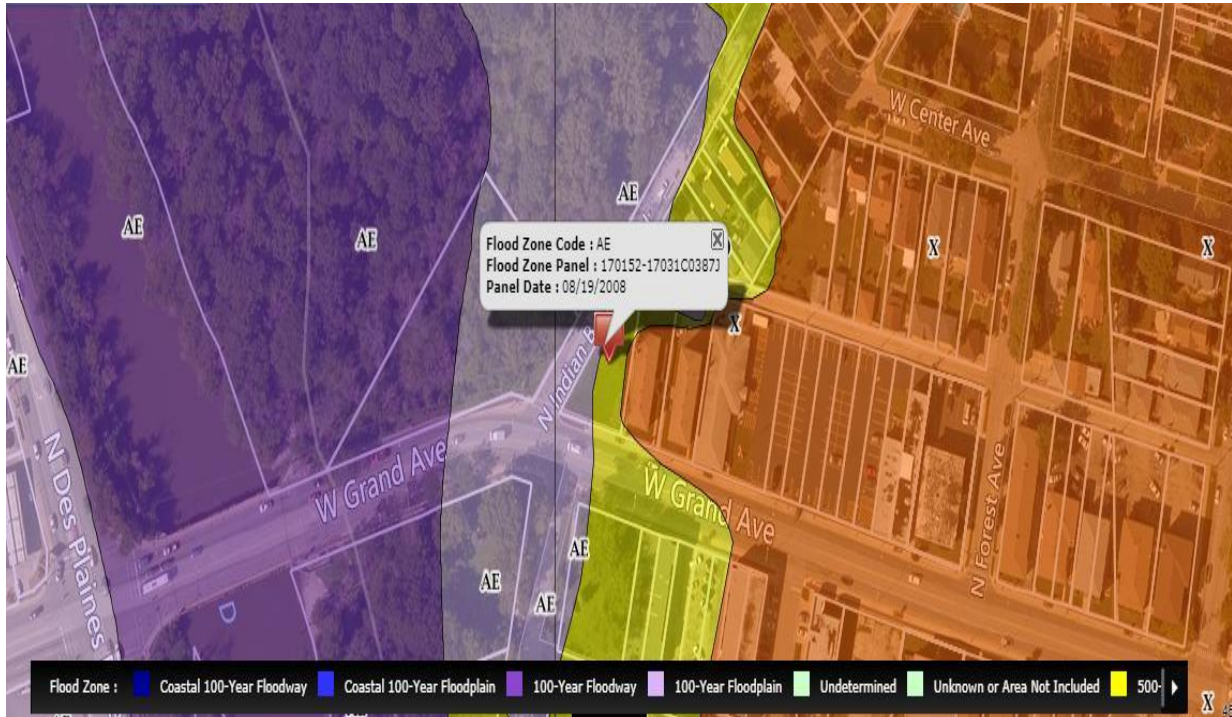 W Center Ave
AE
Flood Zone Code : AE
Flood Zone Panel : 170152-17031C0387J
Panel Date : 08/19/2008
AE
AE
X
X
X
AE
N Indian B
W Grand Ave
W Grand Ave
N Des Plaines
N Forest Ave
AE
AE
AE
D
Flood Zone : Coastal 100-Year Floodway Coastal 100-Year Floodplain 100-Year Floodway 100-Year Floodplain Undetermined Unknown or Area Not Included 500-
X